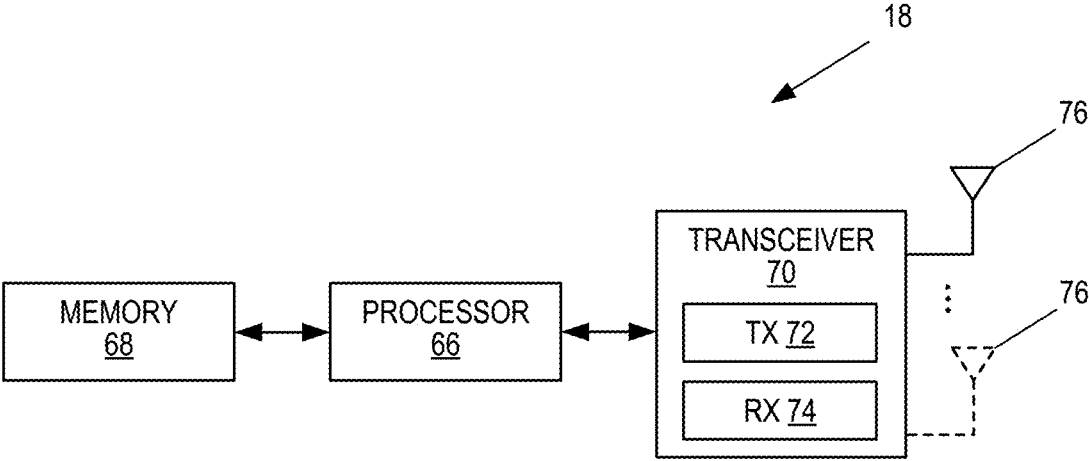 18
76
TRANSCEIVER
70
76
MEMORY
68
PROCESSOR
66
TX 72
RX 74